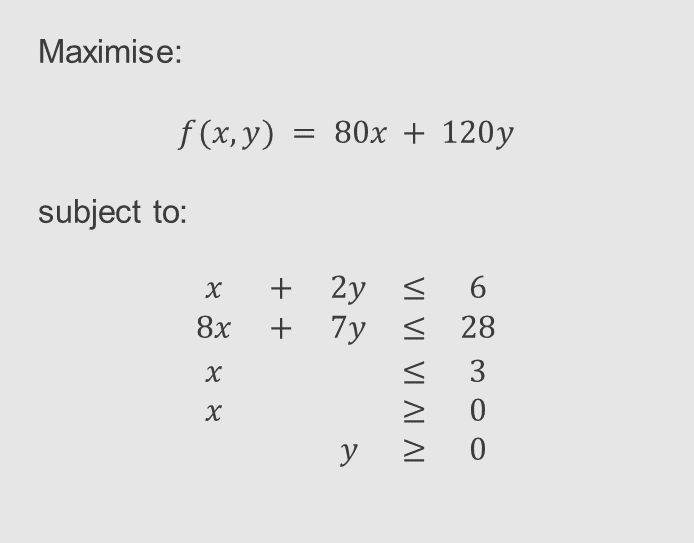 Maximise:
f(x, y) = 80x + 120y
subject to:
x + 2y ≤ 6
8x + 7y ≤ 28
x ≤ 3
x ≥ 0
y ≥ 0